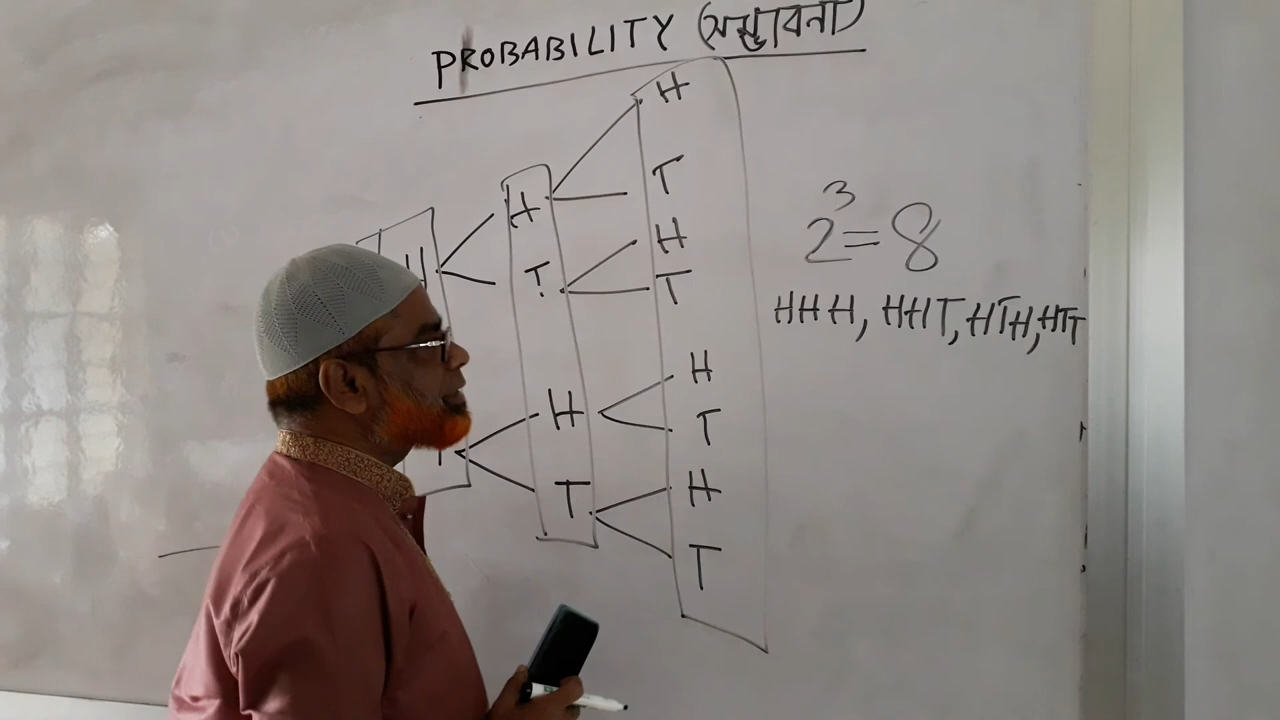 PROBABILITY (সম্ভাবনা)
H
T
H
T
H
T
H
T
H
T
H
T
H
2³=8
HHH, HHT, HTH, HTT